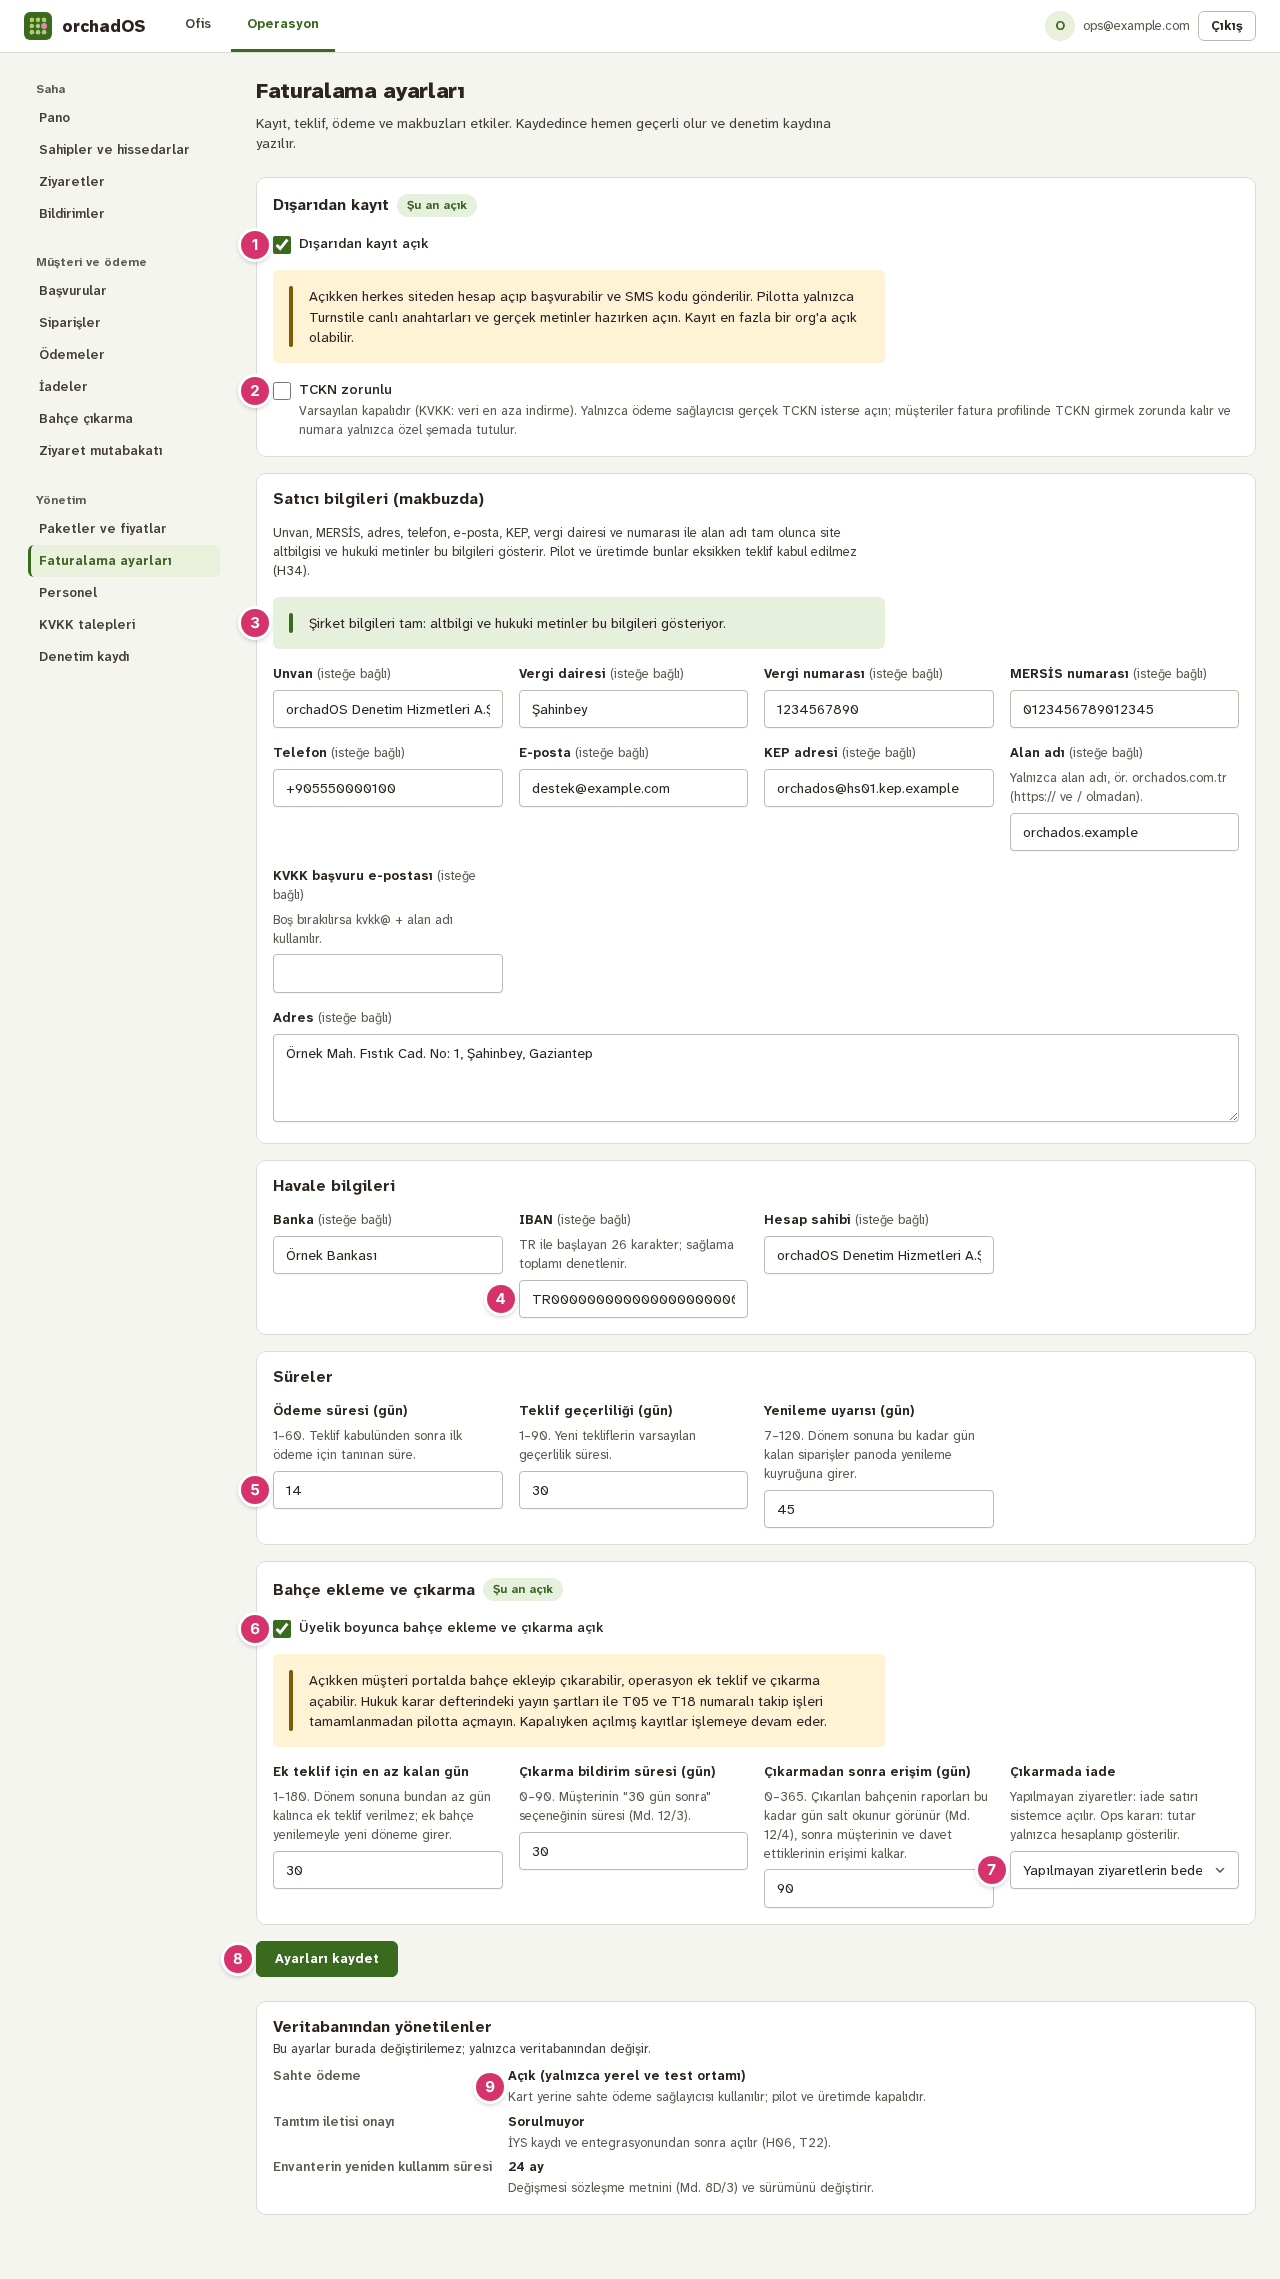 orchadOS
Ofis
Operasyon
O
ops@example.com
Çıkış
Saha
Pano
Sahipler ve hissedarlar
Ziyaretler
Bildirimler
Müşteri ve ödeme
Başvurular
Siparişler
Ödemeler
İadeler
Bahçe çıkarma
Ziyaret mutabakatı
Yönetim
Paketler ve fiyatlar
Faturalama ayarları
Personel
KVKK talepleri
Denetim kaydı
Faturalama ayarları
Kayıt, teklif, ödeme ve makbuzları etkiler. Kaydedince hemen geçerli olur ve denetim kaydına
yazılır.
Dışarıdan kayıt
Şu an açık
1
Dışarıdan kayıt açık
Açıkken herkes siteden hesap açıp başvurabilir ve SMS kodu gönderilir. Pilotta yalnızca
Turnstile canlı anahtarları ve gerçek metinler hazırken açın. Kayıt en fazla bir org'a açık
olabilir.
2
TCKN zorunlu
Varsayılan kapalıdır (KVKK: veri en aza indirme). Yalnızca ödeme sağlayıcısı gerçek TCKN isterse açın; müşteriler fatura profilinde TCKN girmek zorunda kalır ve
numara yalnızca özel şemada tutulur.
Satıcı bilgileri (makbuzda)
Unvan, MERSİS, adres, telefon, e-posta, KEP, vergi dairesi ve numarası ile alan adı tam olunca site
altbilgisi ve hukuki metinler bu bilgileri gösterir. Pilot ve üretimde bunlar eksikken teklif kabul edilmez
(H34).
3
Şirket bilgileri tam: altbilgi ve hukuki metinler bu bilgileri gösteriyor.
Unvan (isteğe bağlı)
orchadOS Denetim Hizmetleri A.Ş
Vergi dairesi (isteğe bağlı)
Şahinbey
Vergi numarası (isteğe bağlı)
1234567890
MERSİS numarası (isteğe bağlı)
0123456789012345
Telefon (isteğe bağlı)
+905550000100
E-posta (isteğe bağlı)
destek@example.com
KEP adresi (isteğe bağlı)
orchados@hs01.kep.example
Alan adı (isteğe bağlı)
Yalnızca alan adı, ör. orchados.com.tr
(https:// ve / olmadan).
orchados.example
KVKK başvuru e-postası (isteğe
bağlı)
Boş bırakılırsa kvkk@ + alan adı
kullanılır.
Adres (isteğe bağlı)
Örnek Mah. Fıstık Cad. No: 1, Şahinbey, Gaziantep
Havale bilgileri
Banka (isteğe bağlı)
Örnek Bankası
IBAN (isteğe bağlı)
TR ile başlayan 26 karakter; sağlama
toplamı denetlenir.
4
Hesap sahibi (isteğe bağlı)
orchadOS Denetim Hizmetleri A.Ş
Süreler
Ödeme süresi (gün)
1–60. Teklif kabulünden sonra ilk
ödeme için tanınan süre.
5
14
Teklif geçerliliği (gün)
1–90. Yeni tekliflerin varsayılan
geçerlilik süresi.
30
Yenileme uyarısı (gün)
7–120. Dönem sonuna bu kadar gün
kalan siparişler panoda yenileme
kuyruğuna girer.
45
Bahçe ekleme ve çıkarma
Şu an açık
6
Üyelik boyunca bahçe ekleme ve çıkarma açık
Açıkken müşteri portalda bahçe ekleyip çıkarabilir, operasyon ek teklif ve çıkarma
açabilir. Hukuk karar defterindeki yayın şartları ile T05 ve T18 numaralı takip işleri
tamamlanmadan pilotta açmayın. Kapalıyken açılmış kayıtlar işlemeye devam eder.
Ek teklif için en az kalan gün
1–180. Dönem sonuna bundan az gün
kalınca ek teklif verilmez; ek bahçe
yenilemeyle yeni döneme girer.
30
Çıkarma bildirim süresi (gün)
0–90. Müşterinin "30 gün sonra"
seçeneğinin süresi (Md. 12/3).
30
Çıkarmadan sonra erişim (gün)
0–365. Çıkarılan bahçenin raporları bu
kadar gün salt okunur görünür (Md.
12/4), sonra müşterinin ve davet
ettiklerinin erişimi kalkar.
90
Çıkarmada iade
Yapılmayan ziyaretler: iade satırı
sistemce açılır. Ops kararı: tutar
yalnızca hesaplanıp gösterilir.
7
Yapılmayan ziyaretlerin bede
8
Ayarları kaydet
Veritabanından yönetilenler
Bu ayarlar burada değiştirilemez; yalnızca veritabanından değişir.
Sahte ödeme
9
Açık (yalnızca yerel ve test ortamı)
Kart yerine sahte ödeme sağlayıcısı kullanılır; pilot ve üretimde kapalıdır.
Tanıtım iletisi onayı
Sorulmuyor
İYS kaydı ve entegrasyonundan sonra açılır (H06, T22).
Envanterin yeniden kullanım süresi
24 ay
Değişmesi sözleşme metnini (Md. 8D/3) ve sürümünü değiştirir.